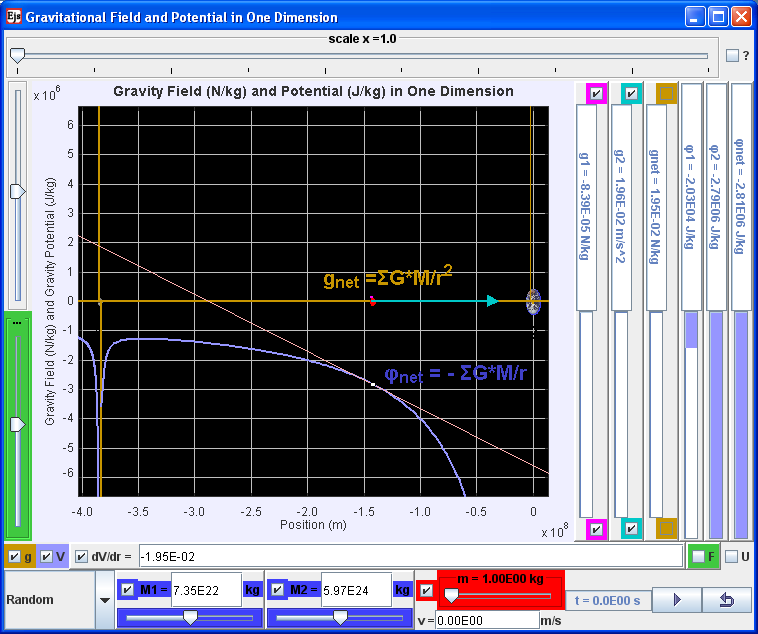 Ejs Gravitational Field and Potential in One Dimension
scale x =1.0
?
Gravity Field (N/kg) and Potential (J/kg) in One Dimension
x 10^6
6
5
4
3
2
1
0
-1
-2
-3
-4
-5
-6
Gravity Field (N/kg) and Gravity Potential (J/kg)
gnet =ΣG*M/r²
φnet = - ΣG*M/r
-4.0 -3.5 -3.0 -2.5 -2.0 -1.5 -1.0 -0.5 0
Position (m)
x 10^8
g1 = -8.39E-05 N/kg
g2 = 1.96E-02 m/s^2
gnet = 1.95E-02 N/kg
φ1 = -2.03E04 J/kg
φ2 = -2.79E06 J/kg
φnet = -2.81E06 J/kg
g V dV/dr = -1.95E-02 F U
Random
M1 = 7.35E22 kg
M2 = 5.97E24 kg
m = 1.00E00 kg
v = 0.00E00 m/s
t = 0.0E00 s